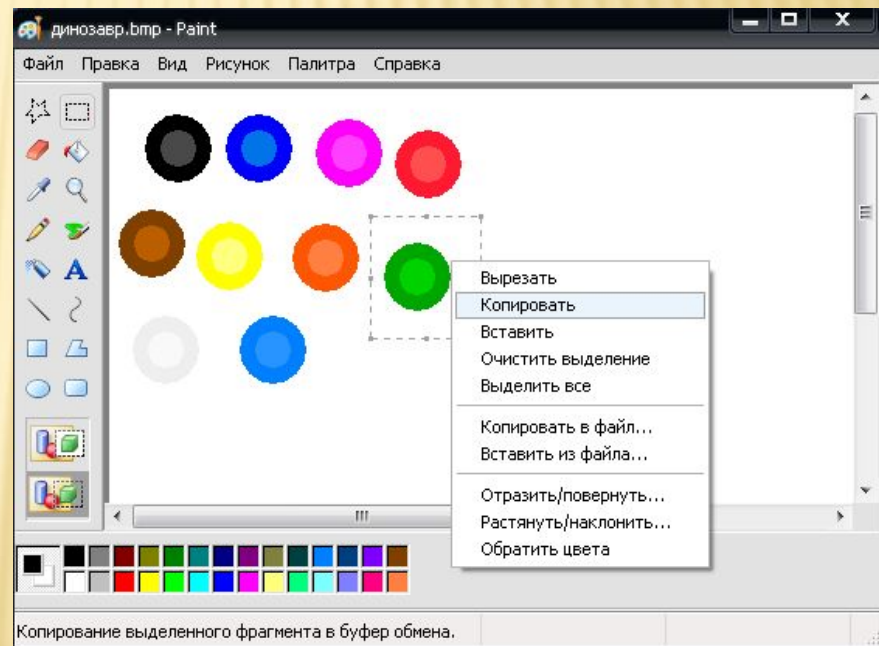 динозавр.bmp - Paint
Файл Правка Вид Рисунок Палитра Справка
A
Вырезать
Копировать
Вставить
Очистить выделение
Выделить все
Копировать в файл...
Вставить из файла...
Отразить/повернуть...
Растянуть/наклонить...
Обратить цвета
Копирование выделенного фрагмента в буфер обмена.